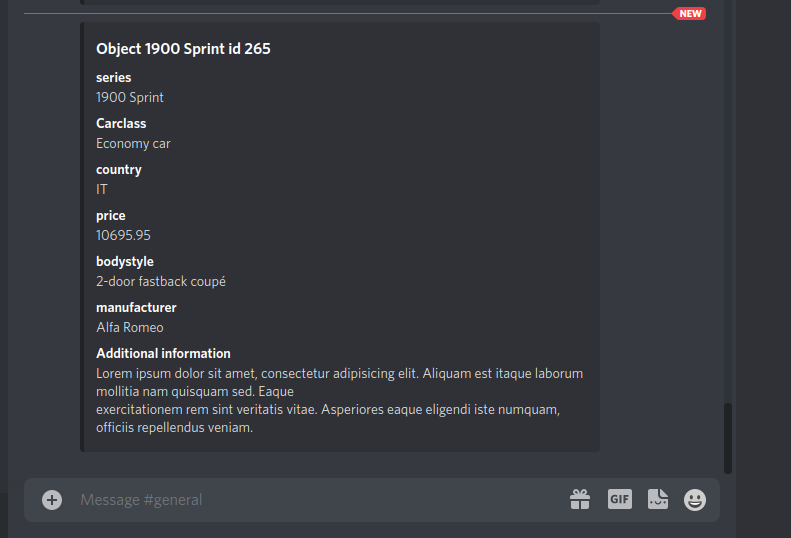 NEW
Object 1900 Sprint id 265
series
1900 Sprint
Carclass
Economy car
country
IT
price
10695.95
bodystyle
2-door fastback coupé
manufacturer
Alfa Romeo
Additional information
Lorem ipsum dolor sit amet, consectetur adipisicing elit. Aliquam est itaque laborum
mollitia nam quisquam sed. Eaque
exercitationem rem sint veritatis vitae. Asperiores eaque eligendi iste numquam,
officiis repellendus veniam.
Message #general
GIF